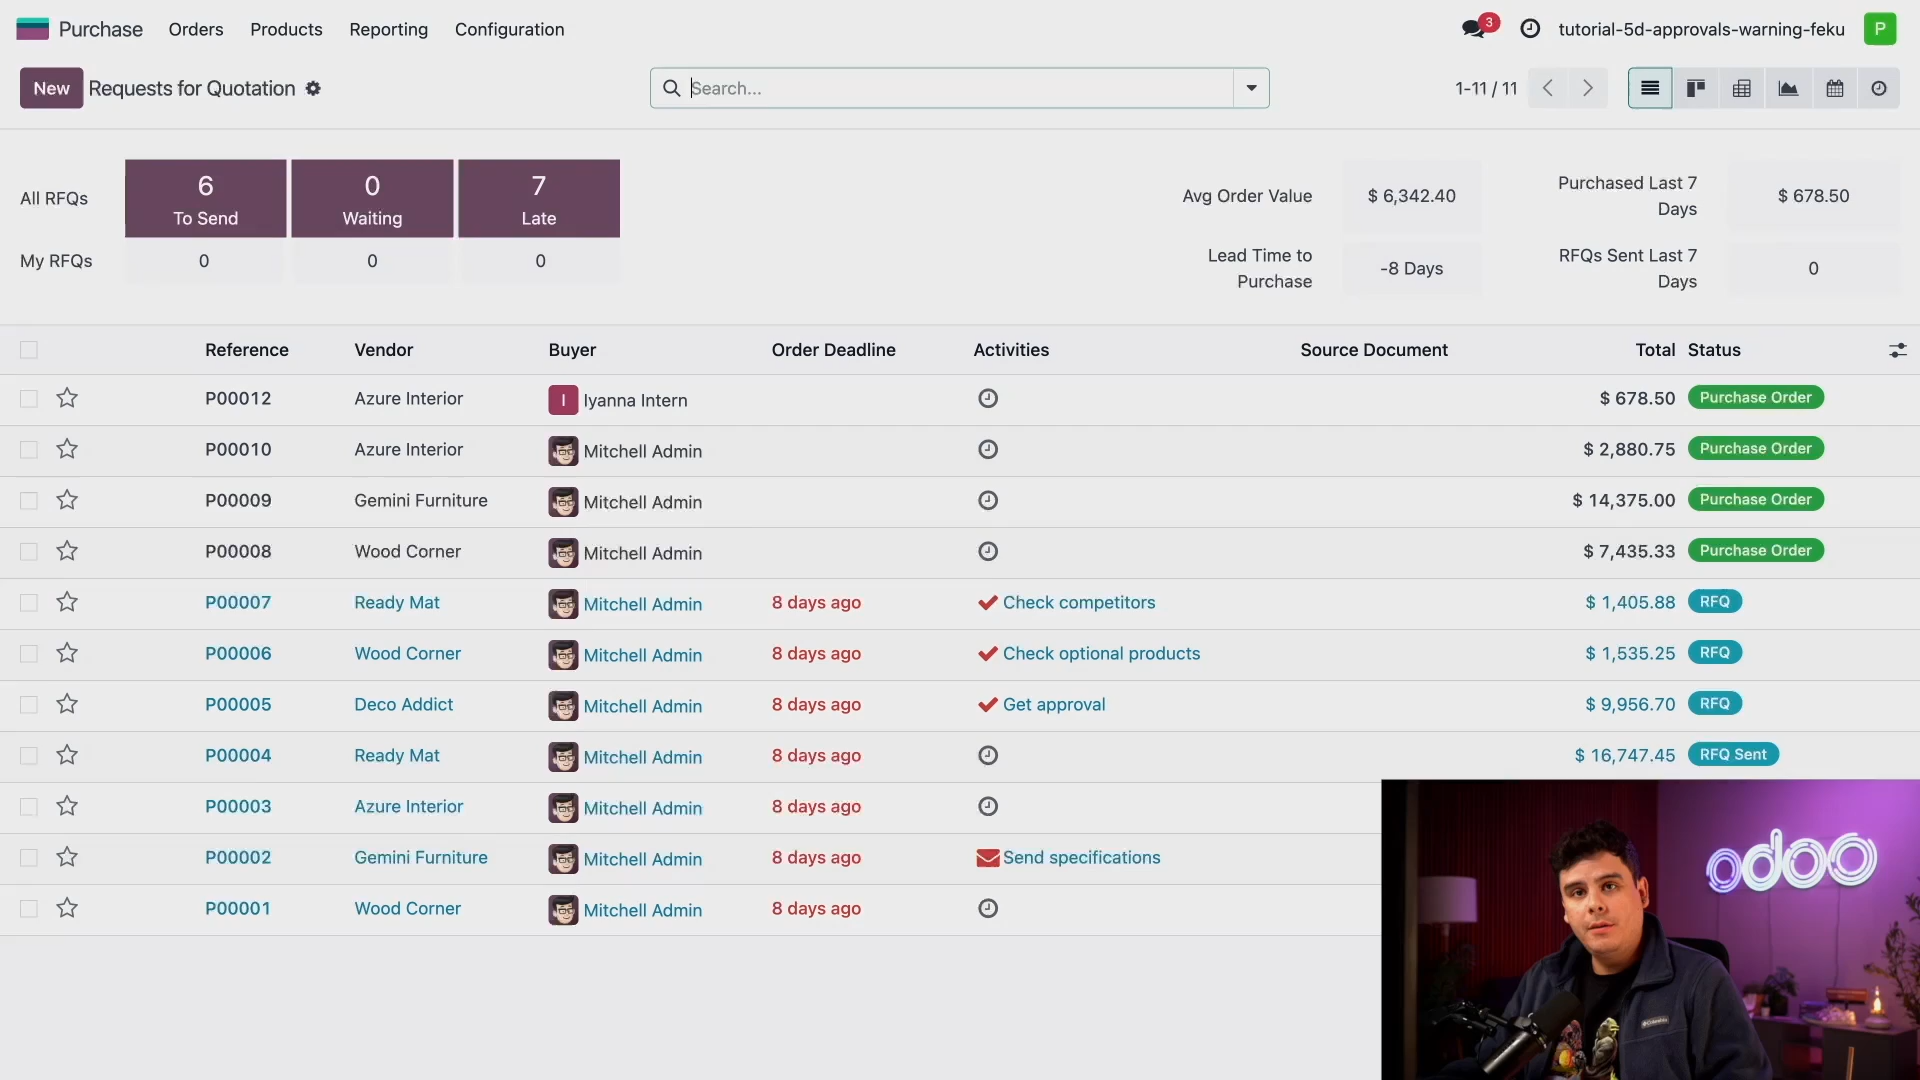 Purchase Orders Products Reporting Configuration 3 tutorial-5d-approvals-warning-feku P
New Requests for Quotation Search... 1-11 / 11
All RFQs 6 To Send 0 Waiting 7 Late
My RFQs 0 0 0
Avg Order Value $ 6,342.40 Purchased Last 7 Days $ 678.50
Lead Time to Purchase -8 Days RFQs Sent Last 7 Days 0
Reference Vendor Buyer Order Deadline Activities Source Document Total Status
P00012 Azure Interior I Iyanna Intern $ 678.50 Purchase Order
P00010 Azure Interior Mitchell Admin $ 2,880.75 Purchase Order
P00009 Gemini Furniture Mitchell Admin $ 14,375.00 Purchase Order
P00008 Wood Corner Mitchell Admin $ 7,435.33 Purchase Order
P00007 Ready Mat Mitchell Admin 8 days ago Check competitors $ 1,405.88 RFQ
P00006 Wood Corner Mitchell Admin 8 days ago Check optional products $ 1,535.25 RFQ
P00005 Deco Addict Mitchell Admin 8 days ago Get approval $ 9,956.70 RFQ
P00004 Ready Mat Mitchell Admin 8 days ago $ 16,747.45 RFQ Sent
P00003 Azure Interior Mitchell Admin 8 days ago
P00002 Gemini Furniture Mitchell Admin 8 days ago Send specifications
P00001 Wood Corner Mitchell Admin 8 days ago
odoo
Columbia